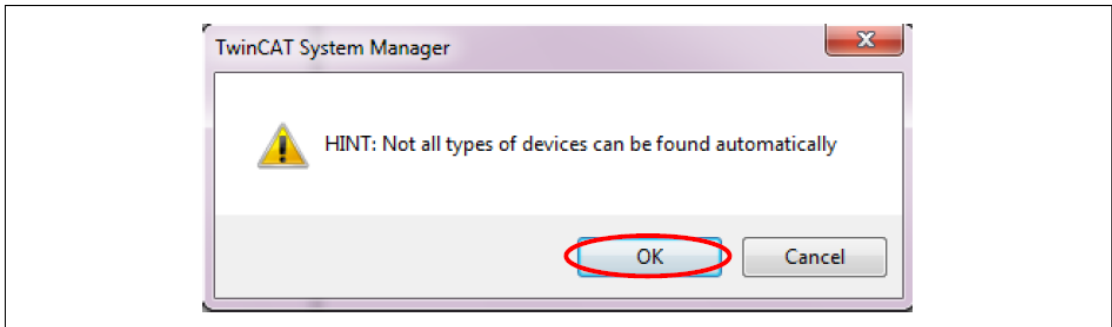 TwinCAT System Manager
HINT: Not all types of devices can be found automatically
OK
Cancel